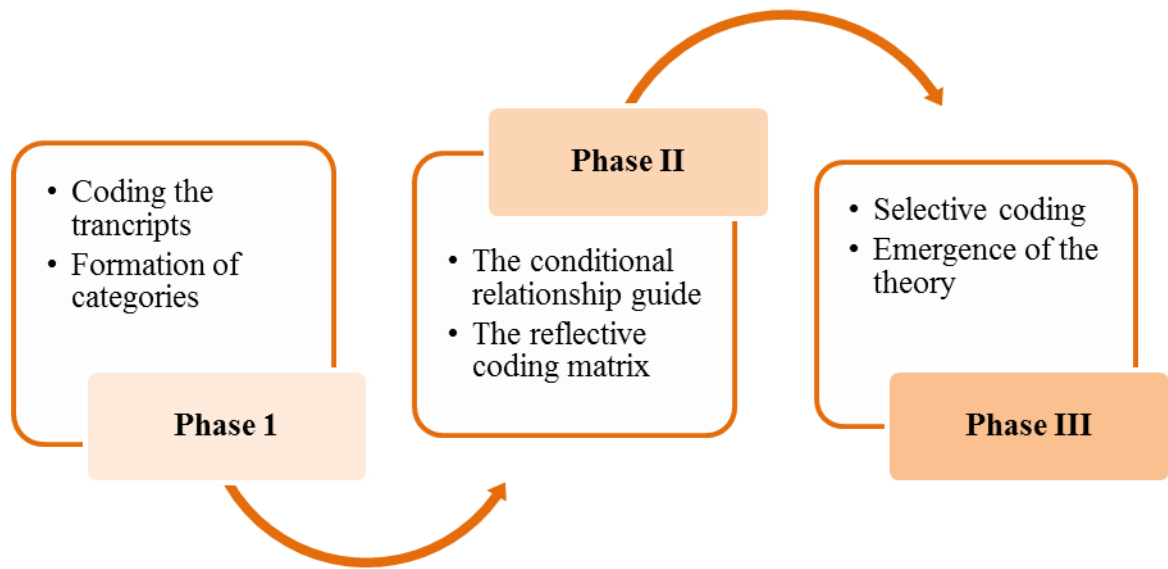 • Coding the
trancripts
• Formation of
categories
Phase 1
Phase II
• The conditional
relationship guide
• The reflective
coding matrix
• Selective coding
• Emergence of the
theory
Phase III